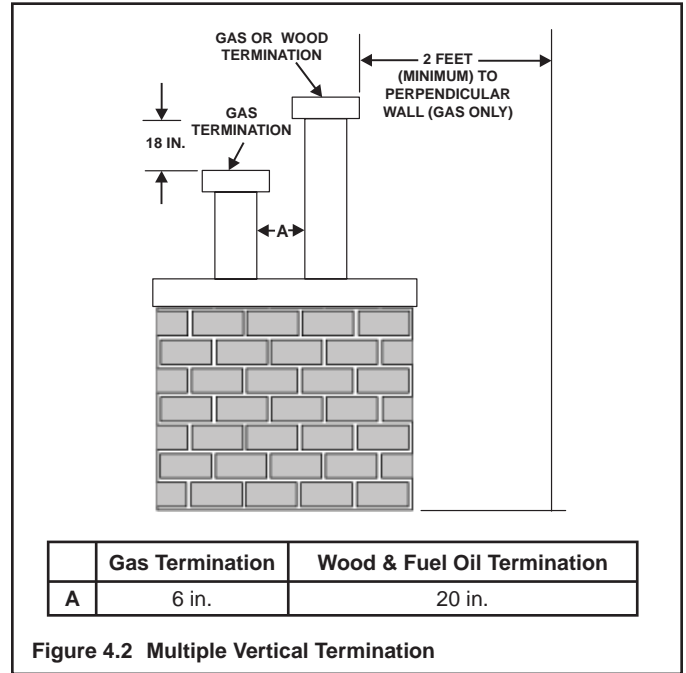 GAS OR WOOD
TERMINATION
2 FEET
(MINIMUM) TO
PERPENDICULAR
WALL (GAS ONLY)
GAS
TERMINATION
18 IN.
A
Gas Termination Wood & Fuel Oil Termination
A 6 in. 20 in.
Figure 4.2 Multiple Vertical Termination